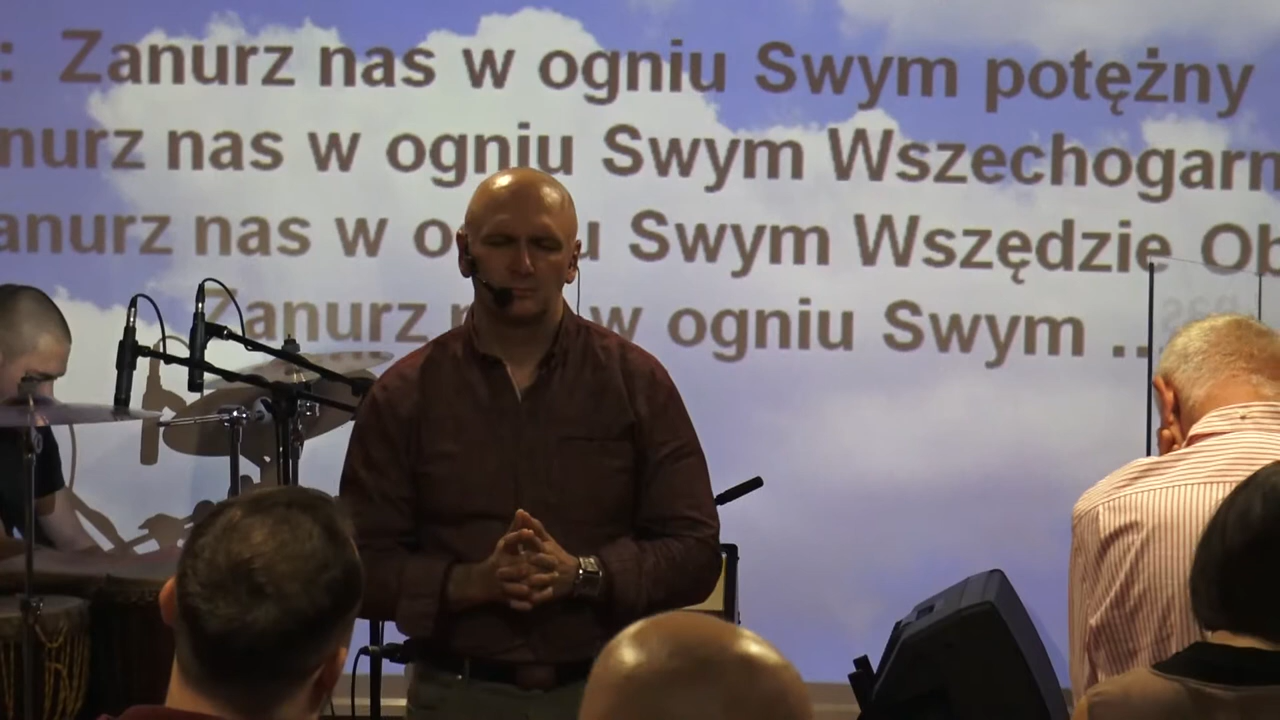 : Zanurz nas w ogniu Swym potężny
nurz nas w ogniu Swym Wszechogarn
anurz nas w o u Swym Wszędzie Ob
Zanurz n w ogniu Swym ..